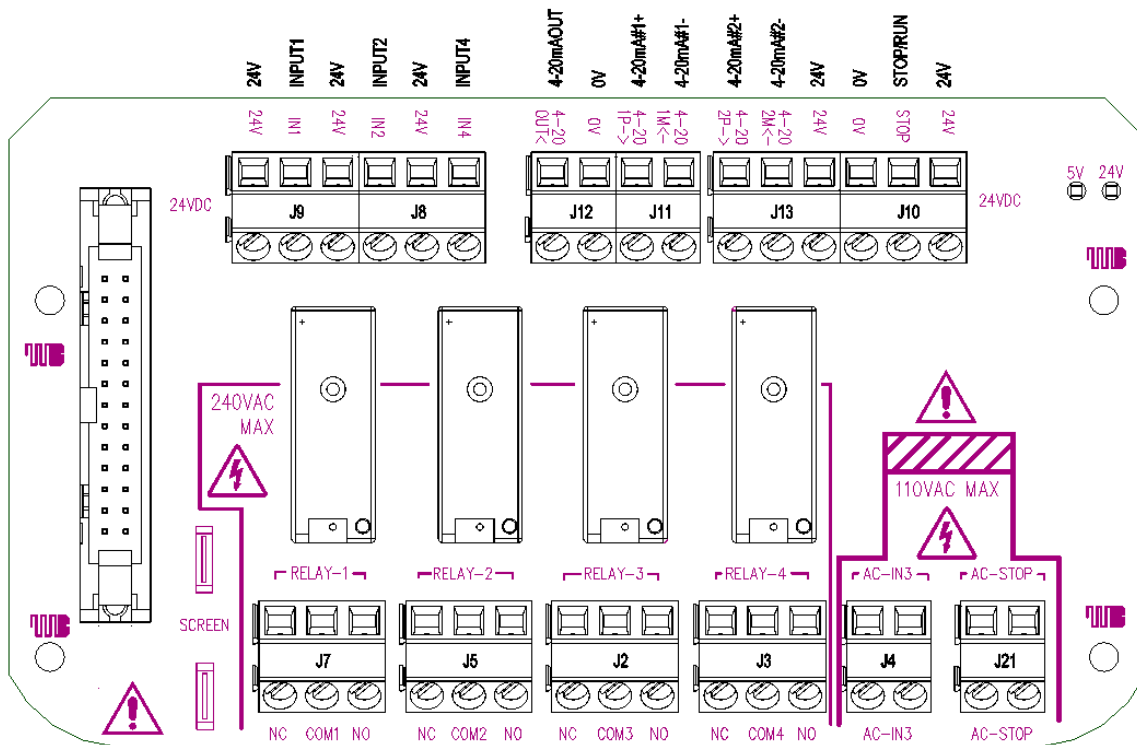 24V INPUT1 24V INPUT2 24V INPUT4 4-20mAOUT 0V 4-20mA#1+ 4-20mA#1- 4-20mA#2+ 4-20mA#2- 24V 0V STOP/RUN 24V
24V IN1 24V IN2 24V IN4 4-20 OUT< 0V 4-20 1P-> 4-20 1M<- 4-20 2P-> 4-20 2M<- 24V 0V STOP 24V
5V 24V
24VDC J9 J8 J12 J11 J13 J10 24VDC
240VAC
MAX
110VAC MAX
RELAY-1 RELAY-2 RELAY-3 RELAY-4 AC-IN3 AC-STOP
SCREEN
J7 J5 J2 J3 J4 J21
NC COM1 NO NC COM2 NO NC COM3 NO NC COM4 NO AC-IN3 AC-STOP